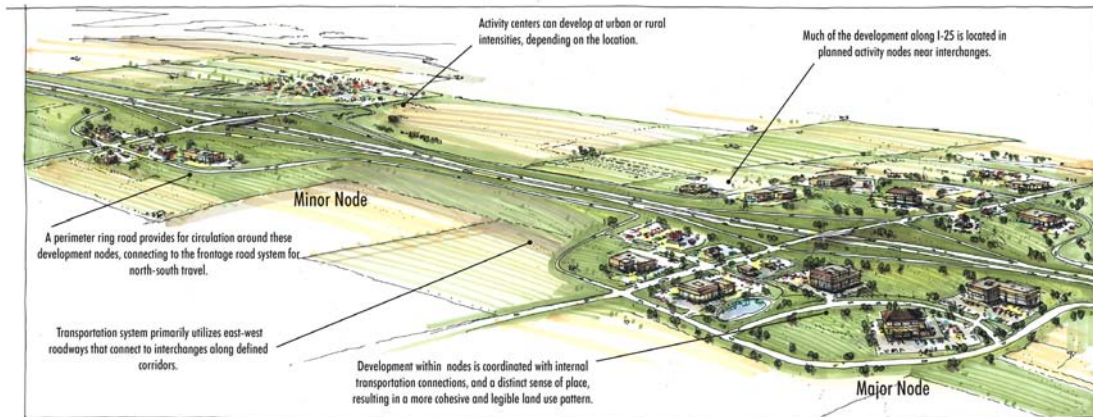 Activity centers can develop at urban or rural
intensities, depending on the location.
Much of the development along I-25 is located in
planned activity nodes near interchanges.
Minor Node
A perimeter ring road provides for circulation around these
development nodes, connecting to the frontage road system for
north-south travel.
Transportation system primarily utilizes east-west
roadways that connect to interchanges along defined
corridors.
Development within nodes is coordinated with internal
transportation connections, and a distinct sense of place,
resulting in a more cohesive and legible land use pattern.
Major Node